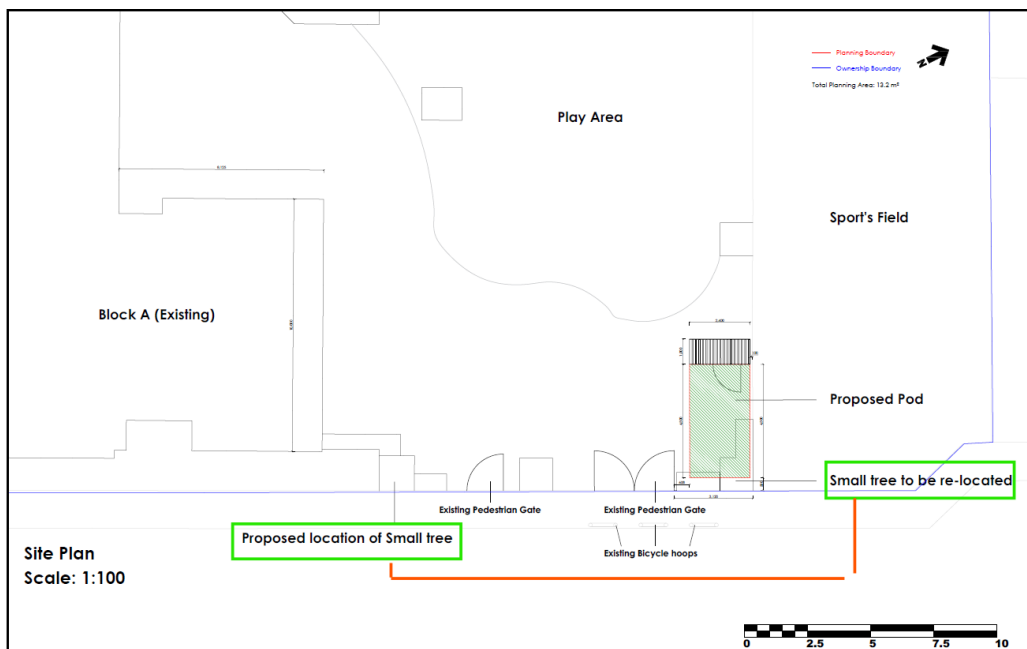 Planning Boundary
Ownership Boundary
Total Planning Area: 13.2 m²
N
Play Area
Sport's Field
Block A (Existing)
Proposed Pod
Small tree to be re-located
Existing Pedestrian Gate
Existing Pedestrian Gate
Proposed location of Small tree
Existing Bicycle hoops
Site Plan
Scale: 1:100
0 2.5 5 7.5 10